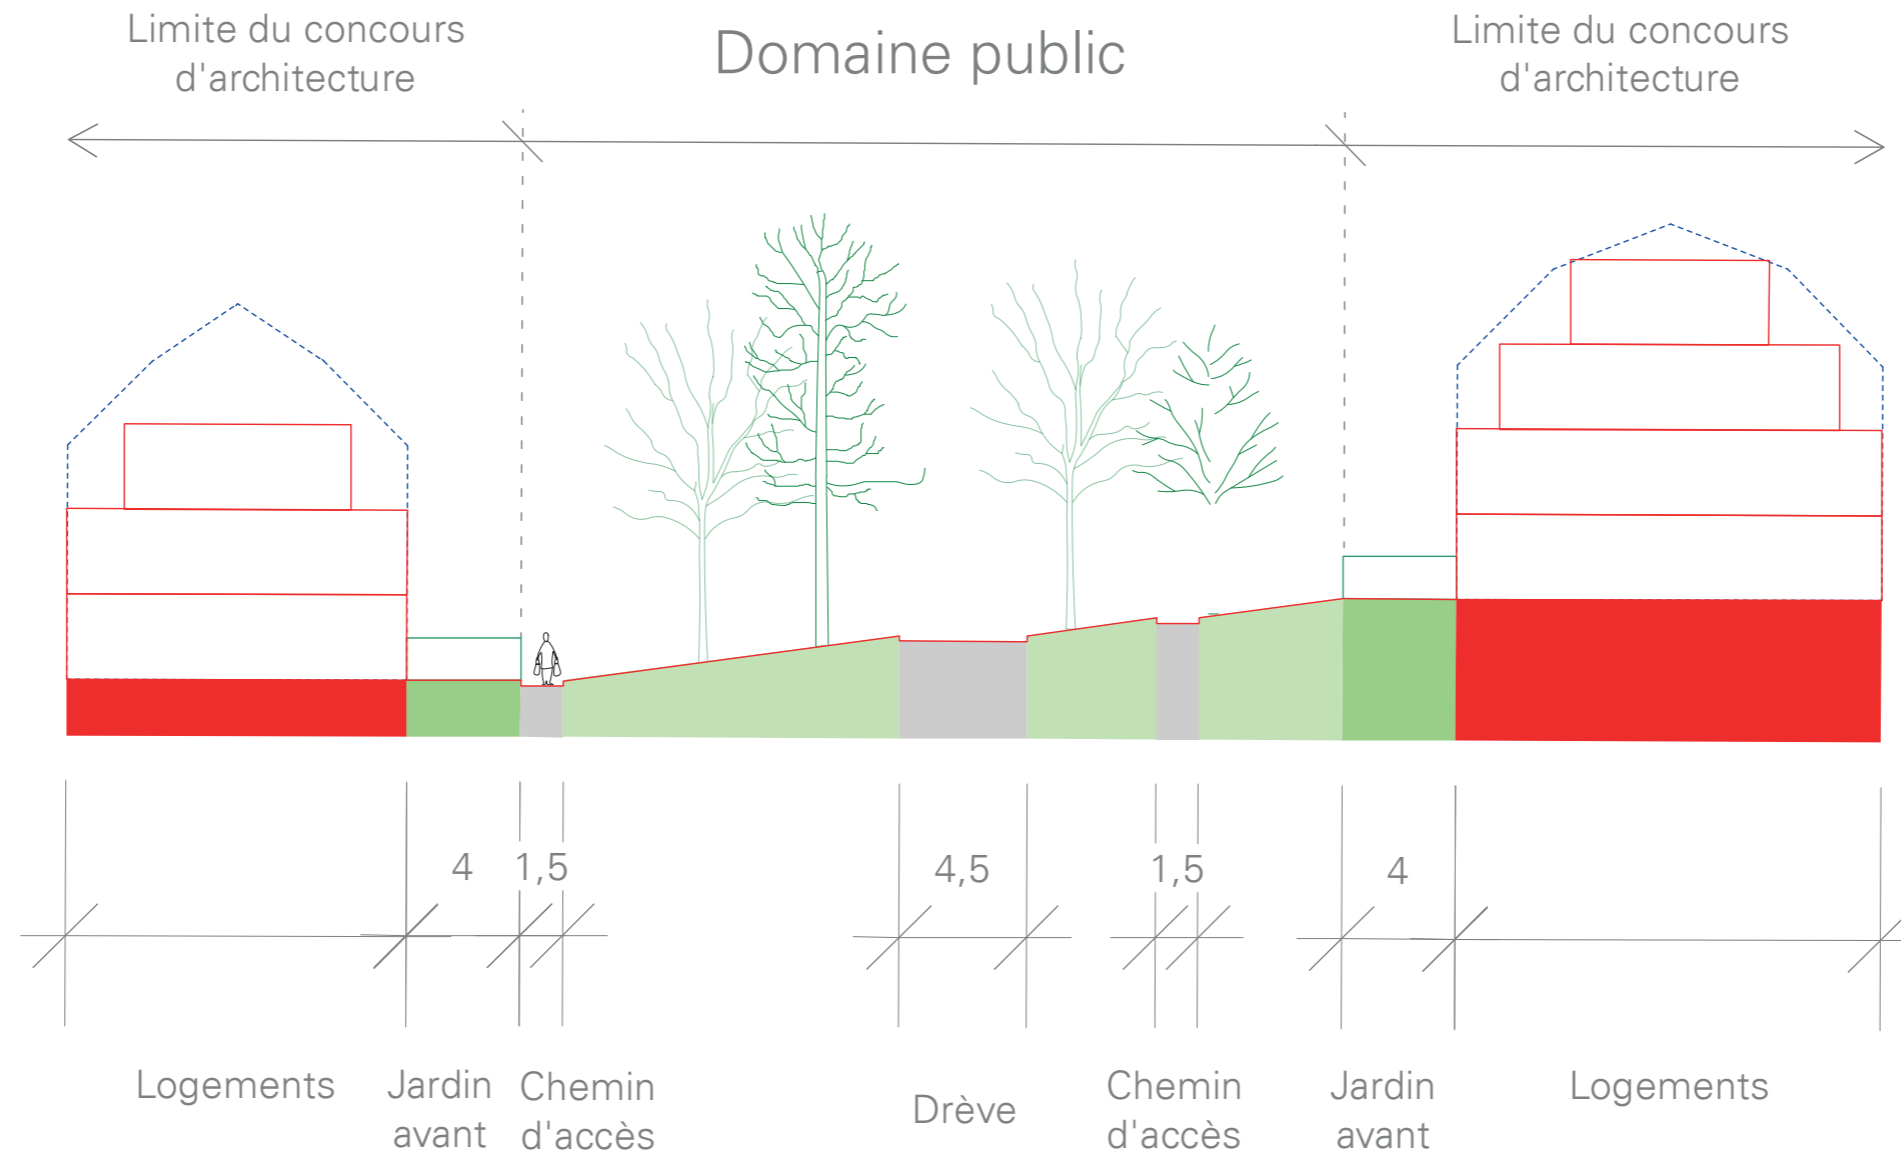 Limite du concours
d'architecture
Domaine public
Limite du concours
d'architecture
4
1,5
4,5
1,5
4
Logements
Jardin
avant
Chemin
d'accès
Drève
Chemin
d'accès
Jardin
avant
Logements